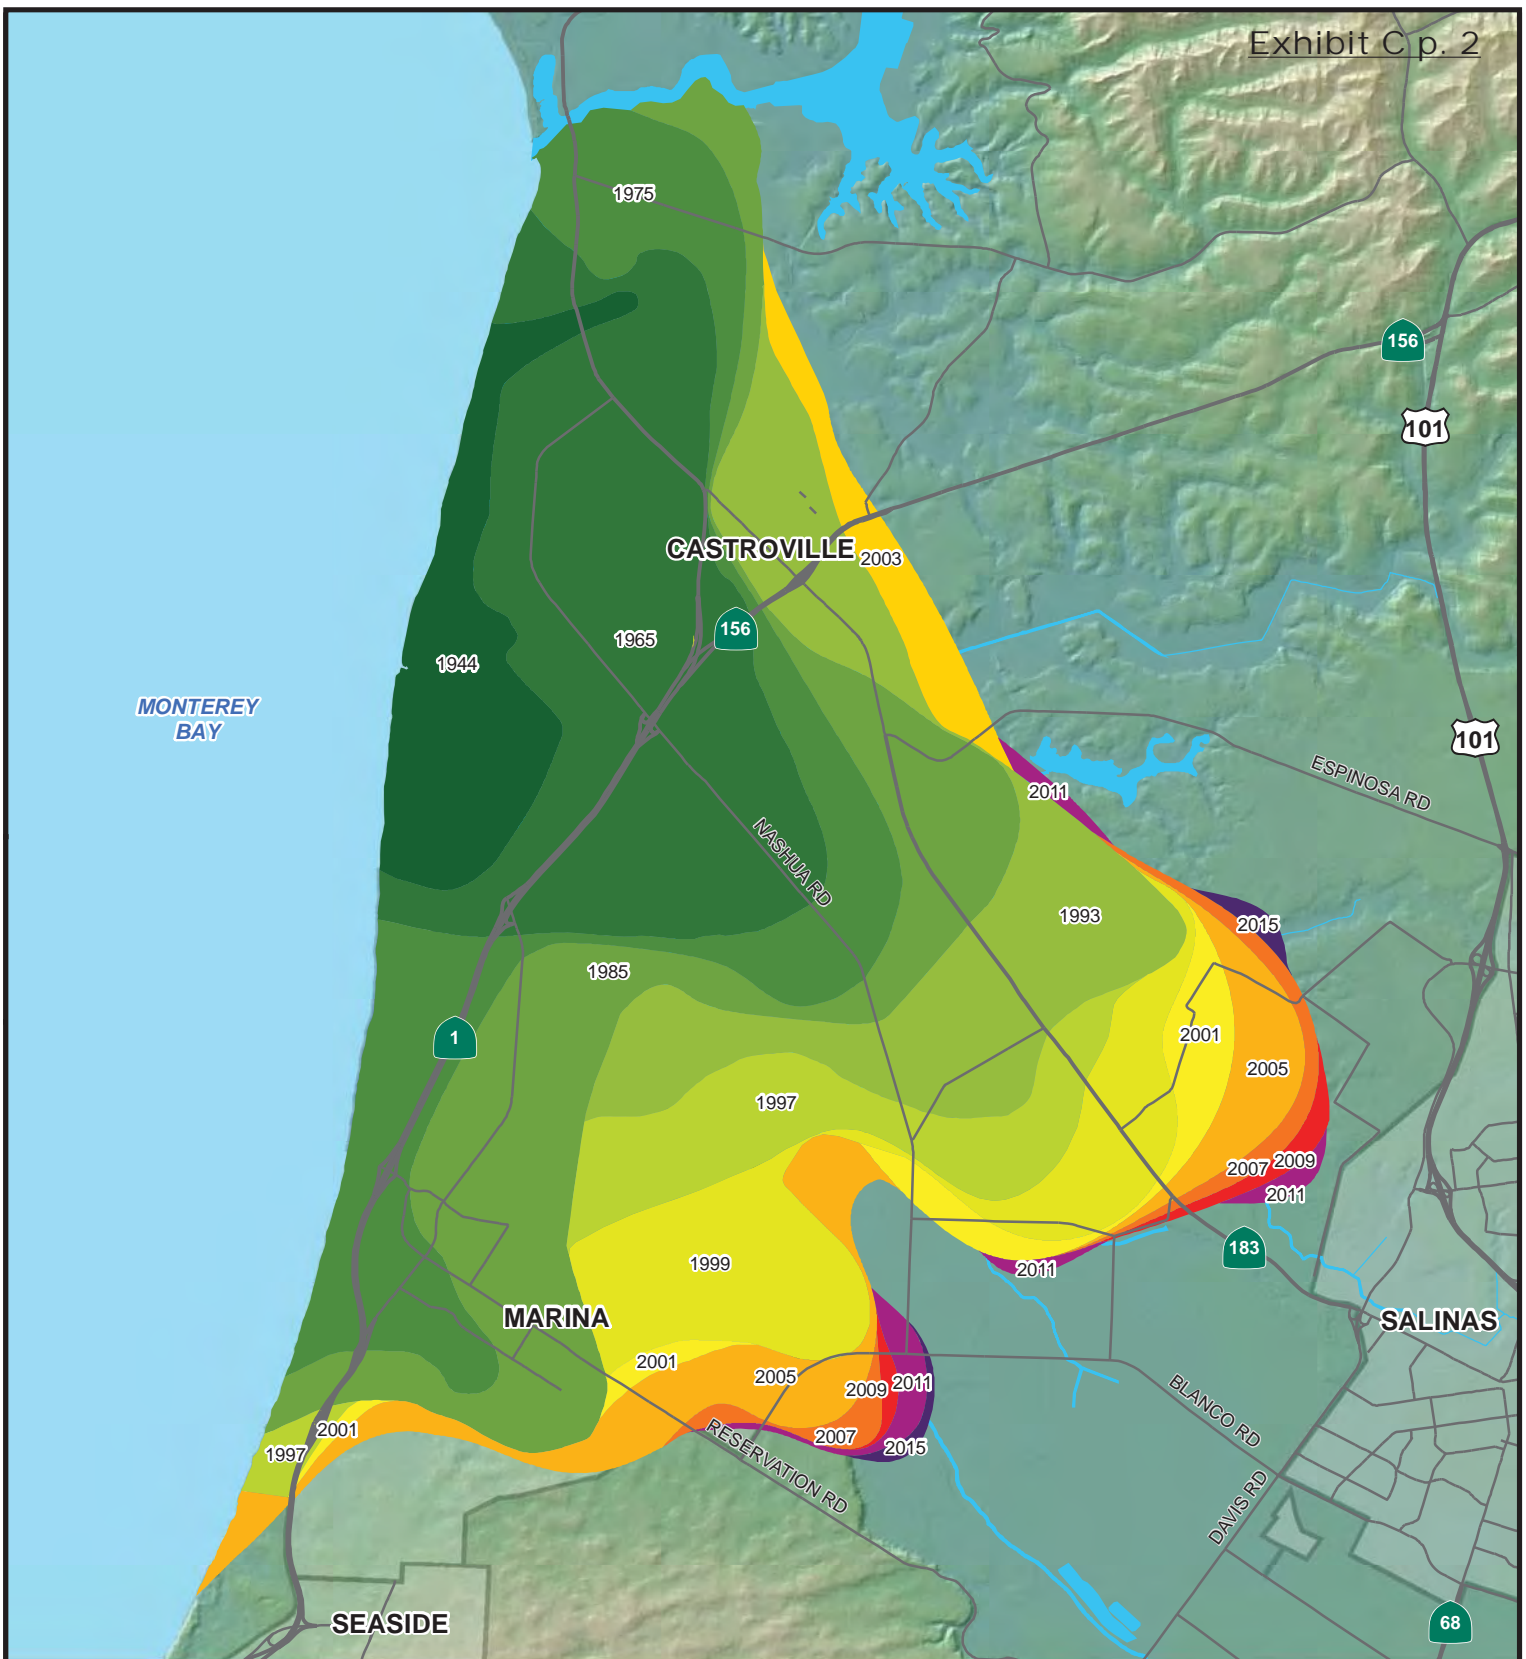 Exhibit C p. 2
1975
156
101
CASTROVILLE
2003
156
1965
1944
MONTEREY
BAY
101
ESPINOSA RD
2011
NASHUA RD
1993
2015
1985
1
2001
2005
1997
2007
2009
2011
183
1999
2011
MARINA
SALINAS
2001
2005
2009
2011
BLANCO RD
2001
1997
2007
2015
RESERVATION RD
DAVIS RD
SEASIDE
68